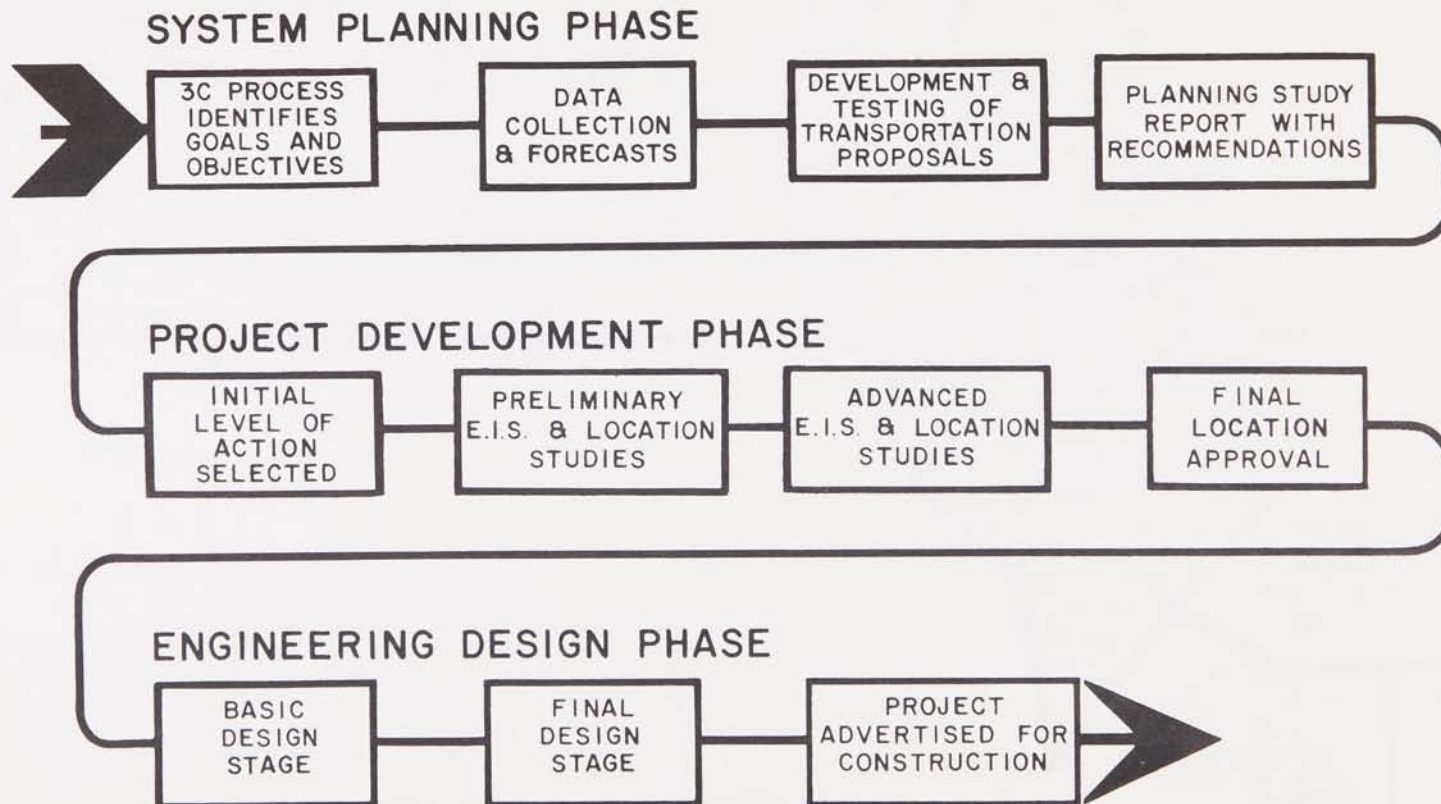 SYSTEM PLANNING PHASE
3C PROCESS
IDENTIFIES
GOALS AND
OBJECTIVES
DATA
COLLECTION
& FORECASTS
DEVELOPMENT &
TESTING OF
TRANSPORTATION
PROPOSALS
PLANNING STUDY
REPORT WITH
RECOMMENDATIONS
PROJECT DEVELOPMENT PHASE
INITIAL
LEVEL OF
ACTION
SELECTED
PRELIMINARY
E.I.S. & LOCATION
STUDIES
ADVANCED
E.I.S. & LOCATION
STUDIES
FINAL
LOCATION
APPROVAL
ENGINEERING DESIGN PHASE
BASIC
DESIGN
STAGE
FINAL
DESIGN
STAGE
PROJECT
ADVERTISED FOR
CONSTRUCTION